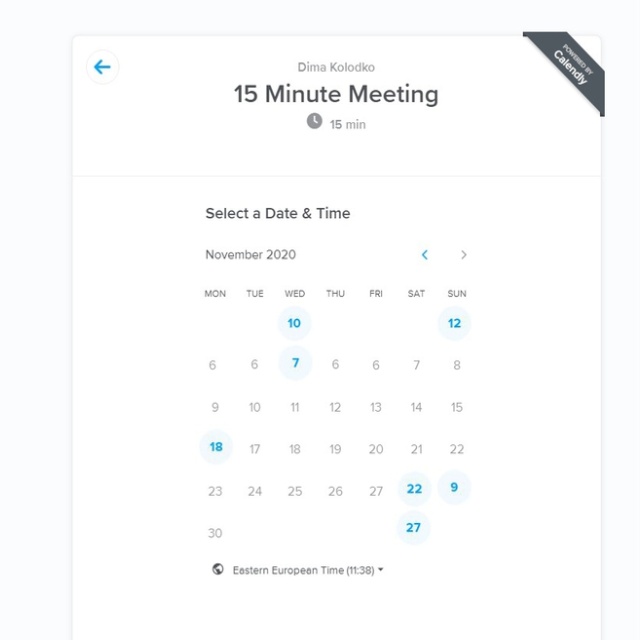 Dima Kolodko
15 Minute Meeting
15 min
POWERED BY
Calendly
Select a Date & Time
November 2020
MON TUE WED THU FRI SAT SUN
10 12
6 6 7 6 6 7 8
9 10 11 12 13 14 15
18 17 18 19 20 21 22
23 24 25 26 27 22 9
30 27
Eastern European Time (11:38)